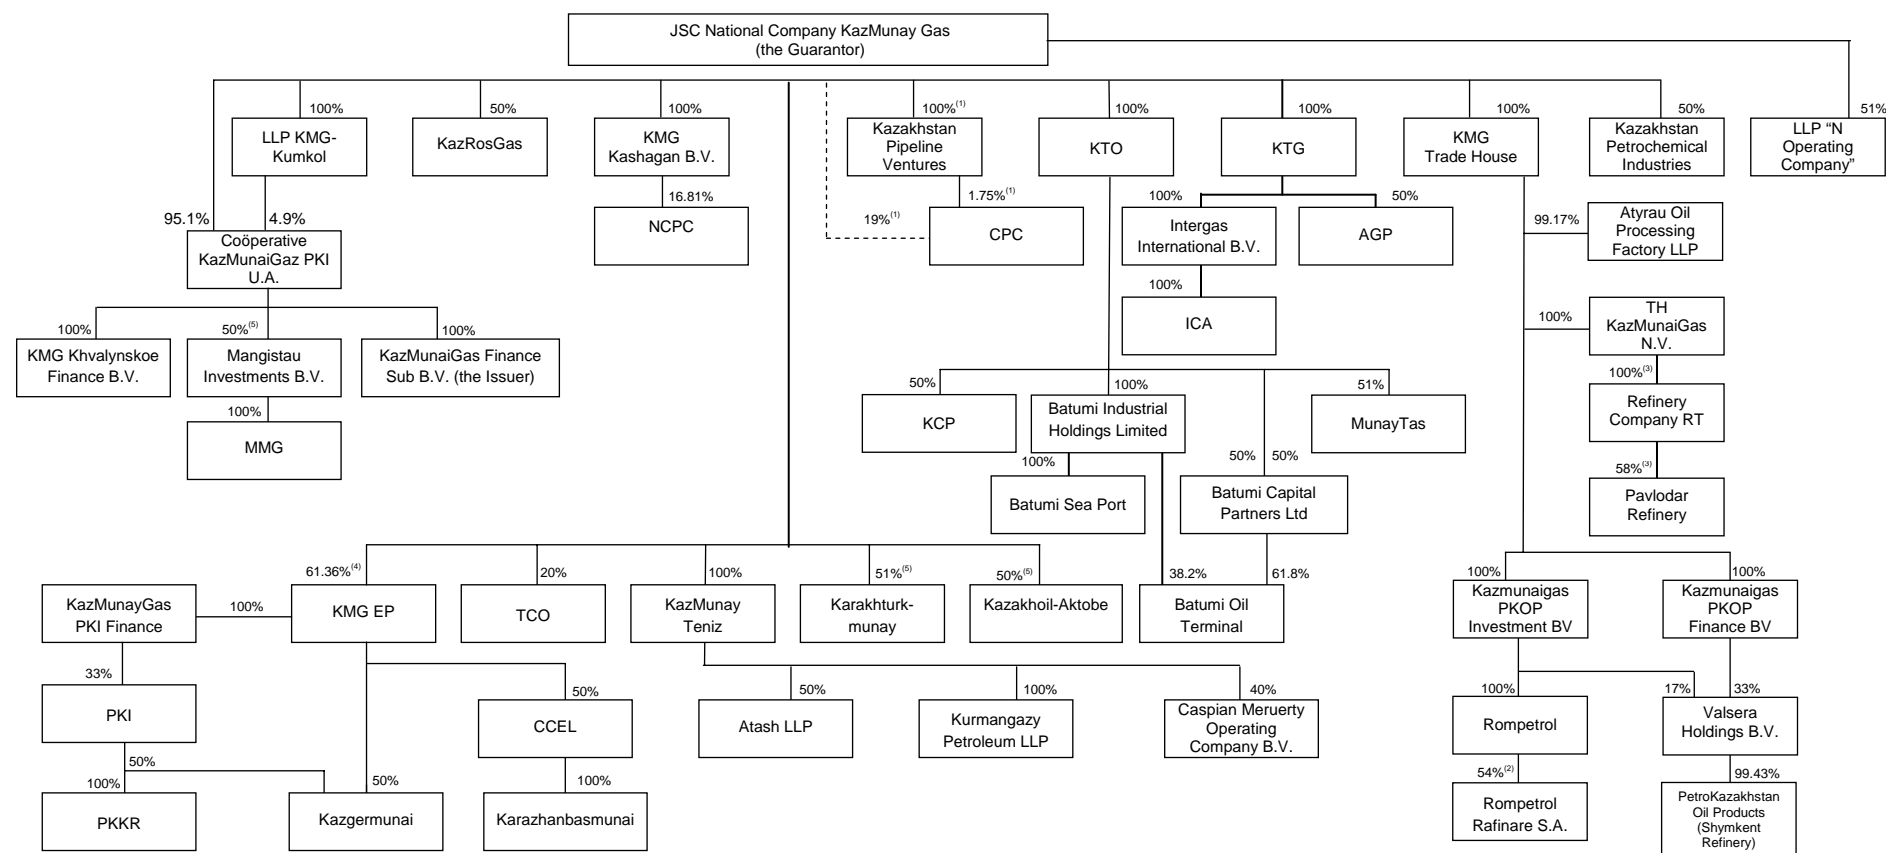 JSC National Company KazMunay Gas
(the Guarantor)
100%
50%
100%
100%(1)
100%
100%
100%
50%
51%
LLP KMG-
Kumkol
KazRosGas
KMG
Kashagan B.V.
Kazakhstan
Pipeline
Ventures
KTO
KTG
KMG
Trade House
Kazakhstan
Petrochemical
Industries
LLP “N
Operating
Company”
95.1%
4.9%
16.81%
19%(1)
1.75%(1)
100%
50%
99.17%
Coöperative
KazMunaiGaz PKI
U.A.
NCPC
CPC
Intergas
International B.V.
AGP
Atyrau Oil
Processing
Factory LLP
100%
ICA
100%
TH
KazMunaiGas
N.V.
100%
50%(5)
100%
KMG Khvalynskoe
Finance B.V.
Mangistau
Investments B.V.
KazMunaiGas Finance
Sub B.V. (the Issuer)
100%
MMG
100%(3)
Refinery
Company RT
58%(3)
Pavlodar
Refinery
50%
100%
51%
KCP
Batumi Industrial
Holdings Limited
MunayTas
100%
50%
50%
Batumi Sea Port
Batumi Capital
Partners Ltd
61.36%(4)
20%
100%
51%(5)
50%(5)
38.2%
61.8%
100%
100%
KazMunayGas
PKI Finance
100%
KMG EP
TCO
KazMunay
Teniz
Karakhturk-
munay
Kazakhoil-Aktobe
Batumi Oil
Terminal
Kazmunaigas
PKOP
Investment BV
Kazmunaigas
PKOP
Finance BV
33%
50%
50%
100%
40%
100%
17%
33%
PKI
CCEL
Atash LLP
Kurmangazy
Petroleum LLP
Caspian Meruerty
Operating
Company B.V.
Rompetrol
Valsera
Holdings B.V.
50%
100%
50%
100%
54%(2)
99.43%
PKKR
Kazgermunai
Karazhanbasmunai
Rompetrol
Rafinare S.A.
PetroKazakhstan
Oil Products
(Shymkent
Refinery)